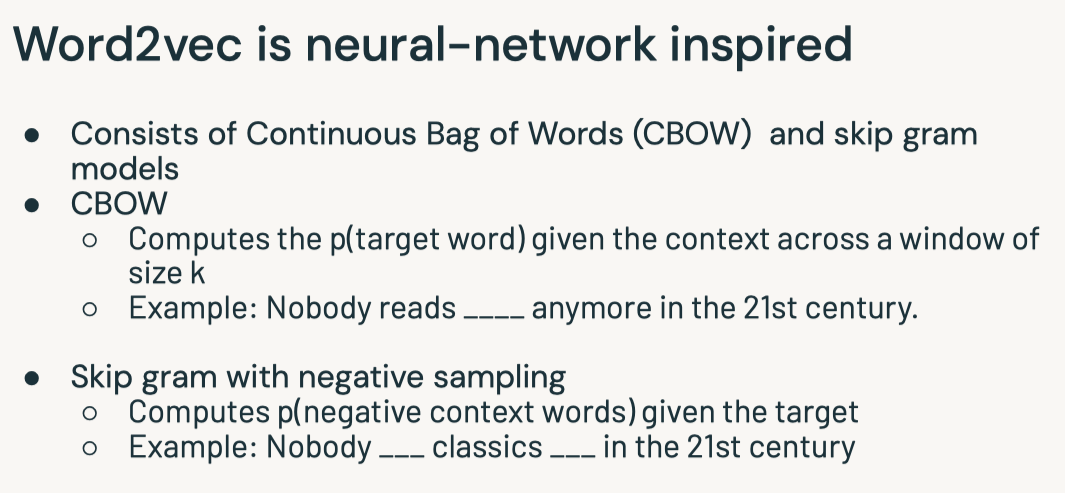 Word2vec is neural-network inspired
● Consists of Continuous Bag of Words (CBOW) and skip gram
models
● CBOW
○ Computes the p(target word) given the context across a window of
size k
○ Example: Nobody reads ____ anymore in the 21st century.
● Skip gram with negative sampling
○ Computes p(negative context words) given the target
○ Example: Nobody ___ classics ___ in the 21st century